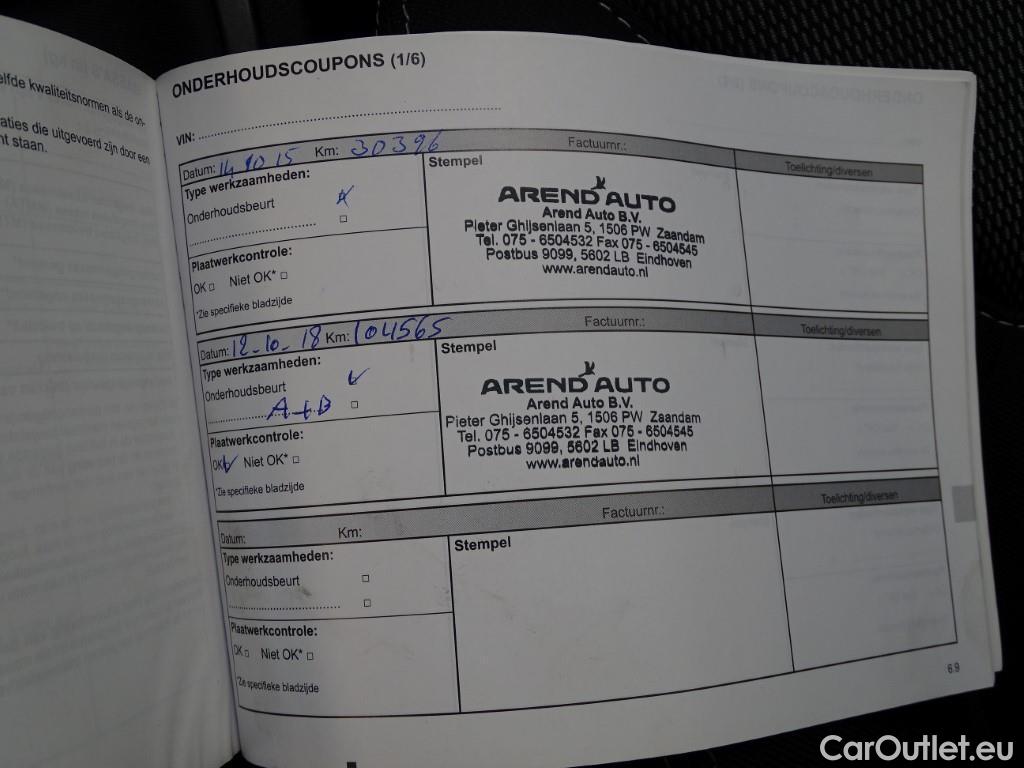 elfde kwaliteitsnormen als de on-
aties die uitgevoerd zijn door een
nt staan.
ONDERHOUDSCOUPONS (1/6)
VIN:
Datum: 14 10 15 Km: 30396 Factuurnr.:
Type werkzaamheden:
Onderhoudsbeurt
Plaatwerkcontrole:
OK □ Niet OK* □
*Zie specifieke bladzijde
Stempel
AREND AUTO
Arend Auto B.V.
Pieter Ghijsenlaan 5, 1506 PW Zaandam
Tel. 075 - 6504532 Fax 075 - 6504545
Postbus 9099, 5602 LB Eindhoven
www.arendauto.nl
Toelichting/diversen
Datum: 12-10-18 Km: 104565 Factuurnr.:
Type werkzaamheden:
Onderhoudsbeurt
A+B
Plaatwerkcontrole:
OK Niet OK* □
*Zie specifieke bladzijde
Stempel
AREND AUTO
Arend Auto B.V.
Pieter Ghijsenlaan 5, 1506 PW Zaandam
Tel. 075 - 6504532 Fax 075 - 6504545
Postbus 9099, 5602 LB Eindhoven
www.arendauto.nl
Toelichting/diversen
Datum: Km: Factuurnr.:
Type werkzaamheden:
Onderhoudsbeurt
Plaatwerkcontrole:
OK □ Niet OK* □
*Zie specifieke bladzijde
Stempel
Toelichting/diversen
6.9
CarOutlet.eu